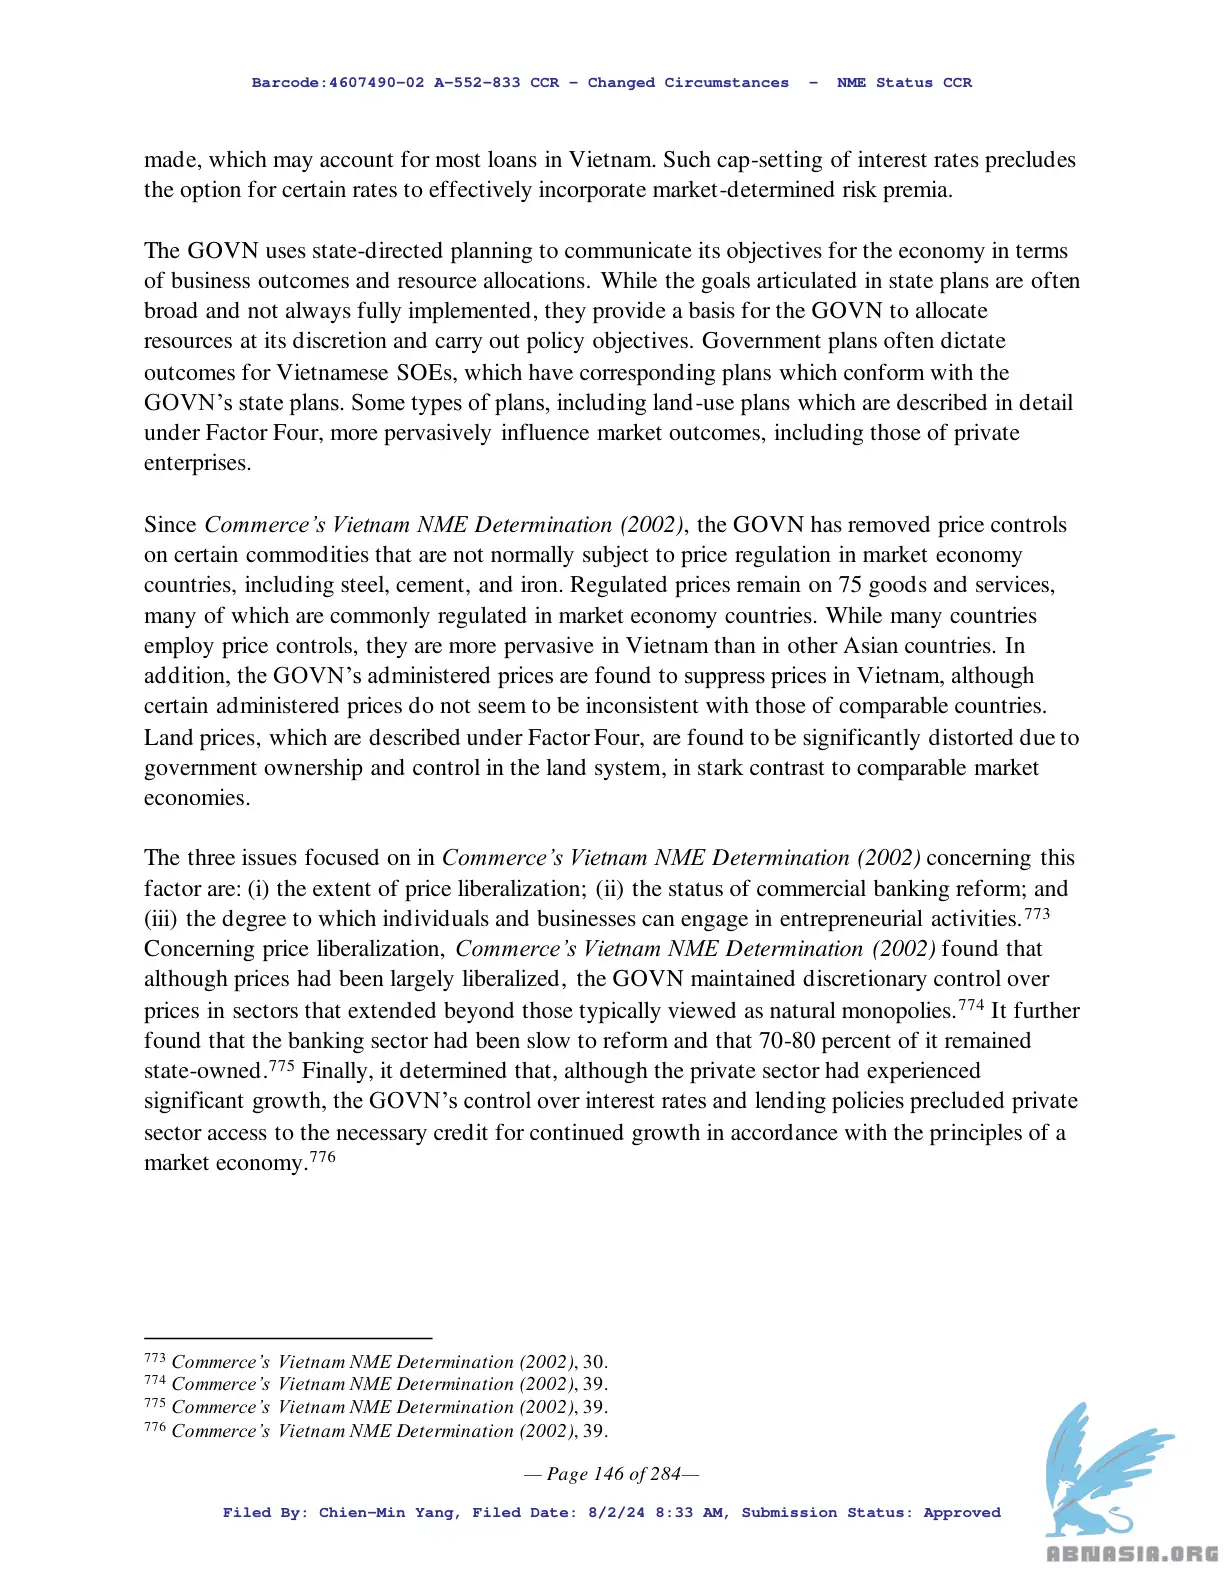 Barcode:4607490-02 A-552-833 CCR - Changed Circumstances  -  NME Status CCR
made, which may account for most loans in Vietnam. Such cap-setting of interest rates precludes
the option for certain rates to effectively incorporate market-determined risk premia.
The GOVN uses state-directed planning to communicate its objectives for the economy in terms
of business outcomes and resource allocations. While the goals articulated in state plans are often
broad and not always fully implemented, they provide a basis for the GOVN to allocate
resources at its discretion and carry out policy objectives. Government plans often dictate
outcomes for Vietnamese SOEs, which have corresponding plans which conform with the
GOVN’s state plans. Some types of plans, including land-use plans which are described in detail
under Factor Four, more pervasively influence market outcomes, including those of private
enterprises.
Since Commerce’s Vietnam NME Determination (2002), the GOVN has removed price controls
on certain commodities that are not normally subject to price regulation in market economy
countries, including steel, cement, and iron. Regulated prices remain on 75 goods and services,
many of which are commonly regulated in market economy countries. While many countries
employ price controls, they are more pervasive in Vietnam than in other Asian countries. In
addition, the GOVN’s administered prices are found to suppress prices in Vietnam, although
certain administered prices do not seem to be inconsistent with those of comparable countries.
Land prices, which are described under Factor Four, are found to be significantly distorted due to
government ownership and control in the land system, in stark contrast to comparable market
economies.
The three issues focused on in Commerce’s Vietnam NME Determination (2002) concerning this
factor are: (i) the extent of price liberalization; (ii) the status of commercial banking reform; and
(iii) the degree to which individuals and businesses can engage in entrepreneurial activities.773
Concerning price liberalization, Commerce’s Vietnam NME Determination (2002) found that
although prices had been largely liberalized, the GOVN maintained discretionary control over
prices in sectors that extended beyond those typically viewed as natural monopolies.774 It further
found that the banking sector had been slow to reform and that 70-80 percent of it remained
state-owned.775 Finally, it determined that, although the private sector had experienced
significant growth, the GOVN’s control over interest rates and lending policies precluded private
sector access to the necessary credit for continued growth in accordance with the principles of a
market economy.776
773 Commerce’s Vietnam NME Determination (2002), 30.
774 Commerce’s Vietnam NME Determination (2002), 39.
775 Commerce’s Vietnam NME Determination (2002), 39.
776 Commerce’s Vietnam NME Determination (2002), 39.
— Page 146 of 284—
Filed By: Chien-Min Yang, Filed Date: 8/2/24 8:33 AM, Submission Status: Approved
ABNASIA.ORG